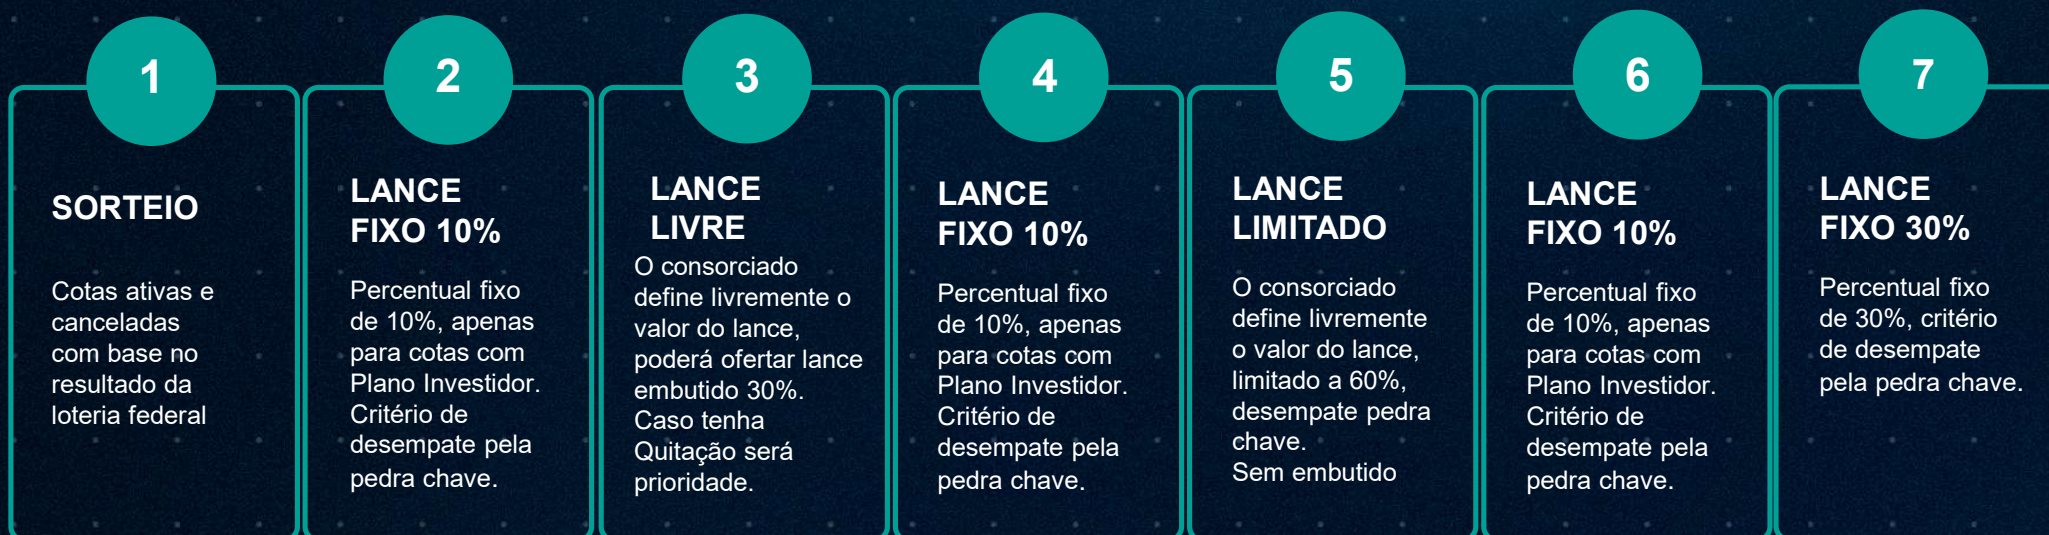 1
SORTEIO
Cotas ativas e
canceladas
com base no
resultado da
loteria federal
2
LANCE
FIXO 10%
Percentual fixo
de 10%, apenas
para cotas com
Plano Investidor.
Critério de
desempate pela
pedra chave.
3
LANCE
LIVRE
O consorciado
define livremente o
valor do lance,
poderá ofertar lance
embutido 30%.
Caso tenha
Quitação será
prioridade.
4
LANCE
FIXO 10%
Percentual fixo
de 10%, apenas
para cotas com
Plano Investidor.
Critério de
desempate pela
pedra chave.
5
LANCE
LIMITADO
O consorciado
define livremente
o valor do lance,
limitado a 60%,
desempate pedra
chave.
Sem embutido
6
LANCE
FIXO 10%
Percentual fixo
de 10%, apenas
para cotas com
Plano Investidor.
Critério de
desempate pela
pedra chave.
7
LANCE
FIXO 30%
Percentual fixo
de 30%, critério
de desempate
pela pedra chave.